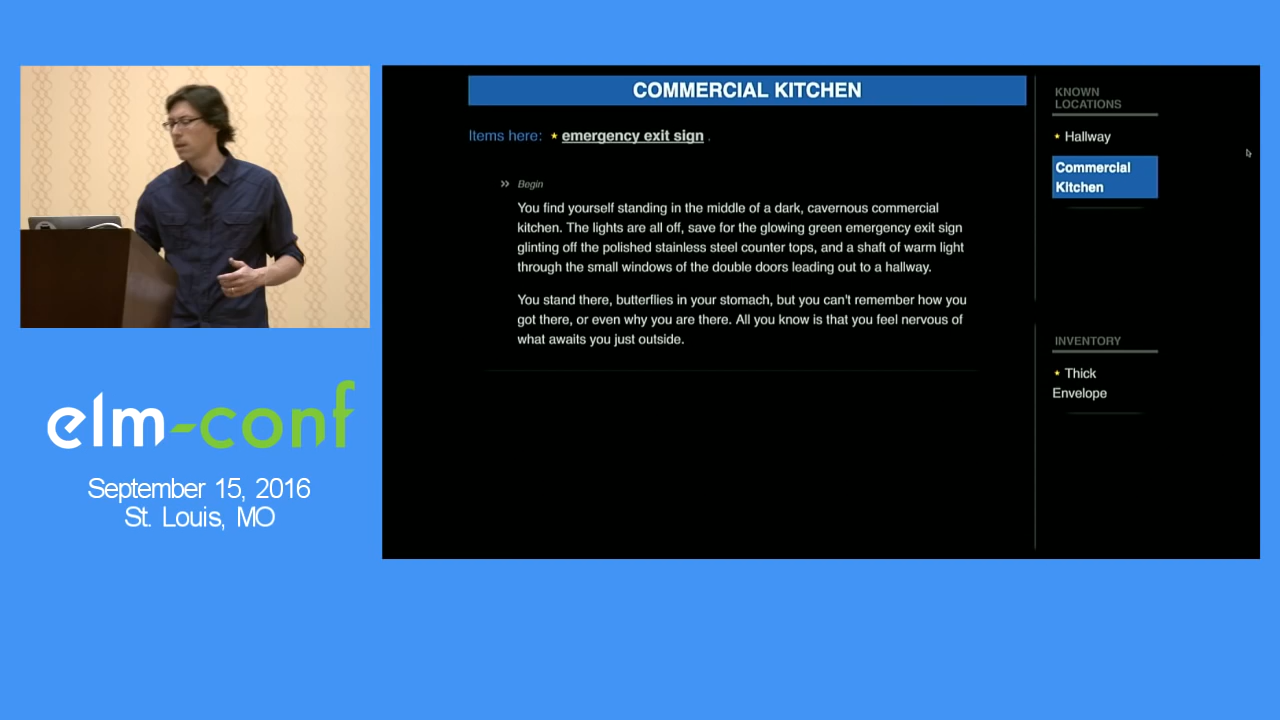 COMMERCIAL KITCHEN
Items here: ★ emergency exit sign .
» Begin
You find yourself standing in the middle of a dark, cavernous commercial
kitchen. The lights are all off, save for the glowing green emergency exit sign
glinting off the polished stainless steel counter tops, and a shaft of warm light
through the small windows of the double doors leading out to a hallway.
You stand there, butterflies in your stomach, but you can't remember how you
got there, or even why you are there. All you know is that you feel nervous of
what awaits you just outside.
KNOWN
LOCATIONS
★ Hallway
Commercial
Kitchen
INVENTORY
★ Thick
Envelope
elm-conf
September 15, 2016
St. Louis, MO